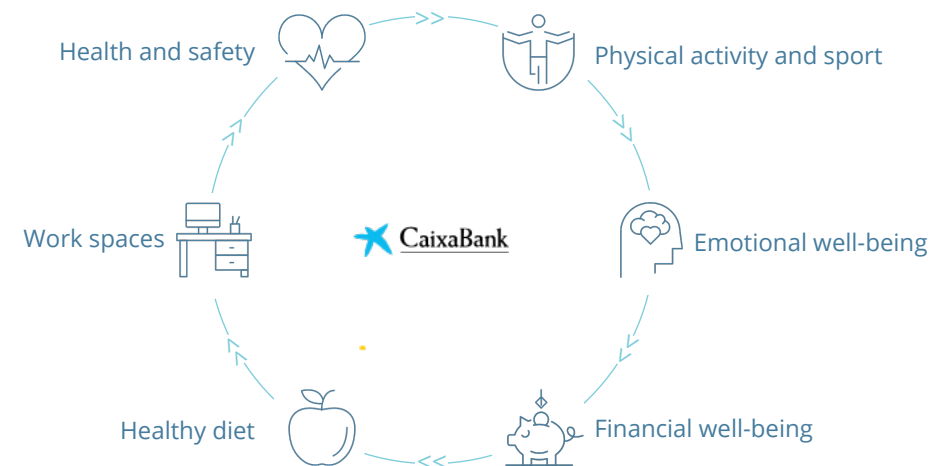 Health and safety
Physical activity and sport
Work spaces
CaixaBank
Emotional well-being
Healthy diet
Financial well-being